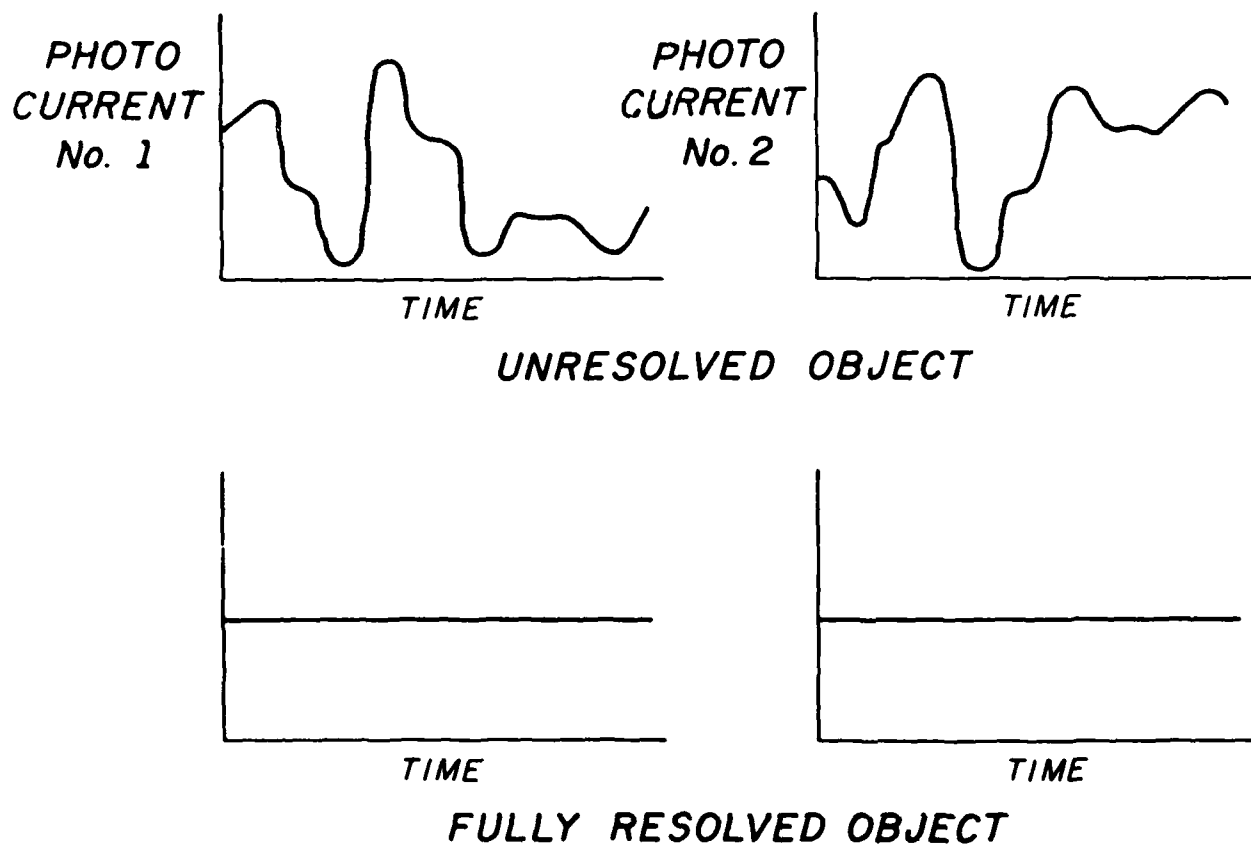 PHOTO
CURRENT
No. 1
PHOTO
CURRENT
No. 2
TIME
TIME
UNRESOLVED OBJECT
TIME
TIME
FULLY RESOLVED OBJECT